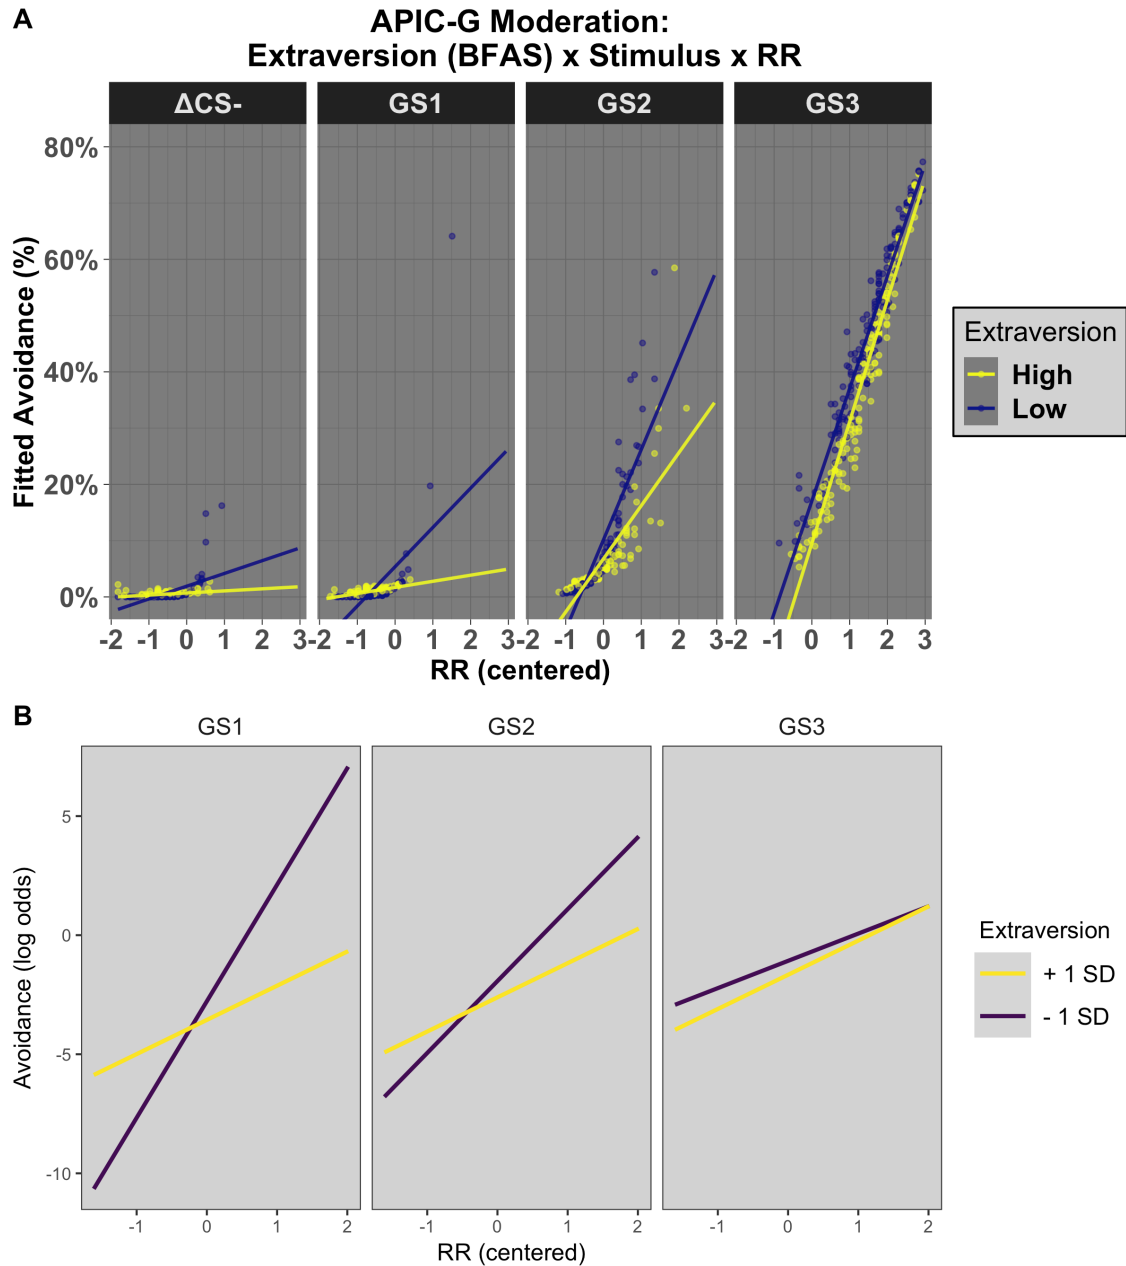 A
APIC-G Moderation:
Extraversion (BFAS) x Stimulus x RR
ΔCS- GS1 GS2 GS3
80%
60%
40%
20%
0%
Fitted Avoidance (%)
-2 -1 0 1 2 3 -2 -1 0 1 2 3 -2 -1 0 1 2 3 -2 -1 0 1 2 3
RR (centered)
Extraversion
High
Low
B
GS1 GS2 GS3
5
0
-5
-10
Avoidance (log odds)
-1 0 1 2 -1 0 1 2 -1 0 1 2
RR (centered)
Extraversion
+ 1 SD
- 1 SD